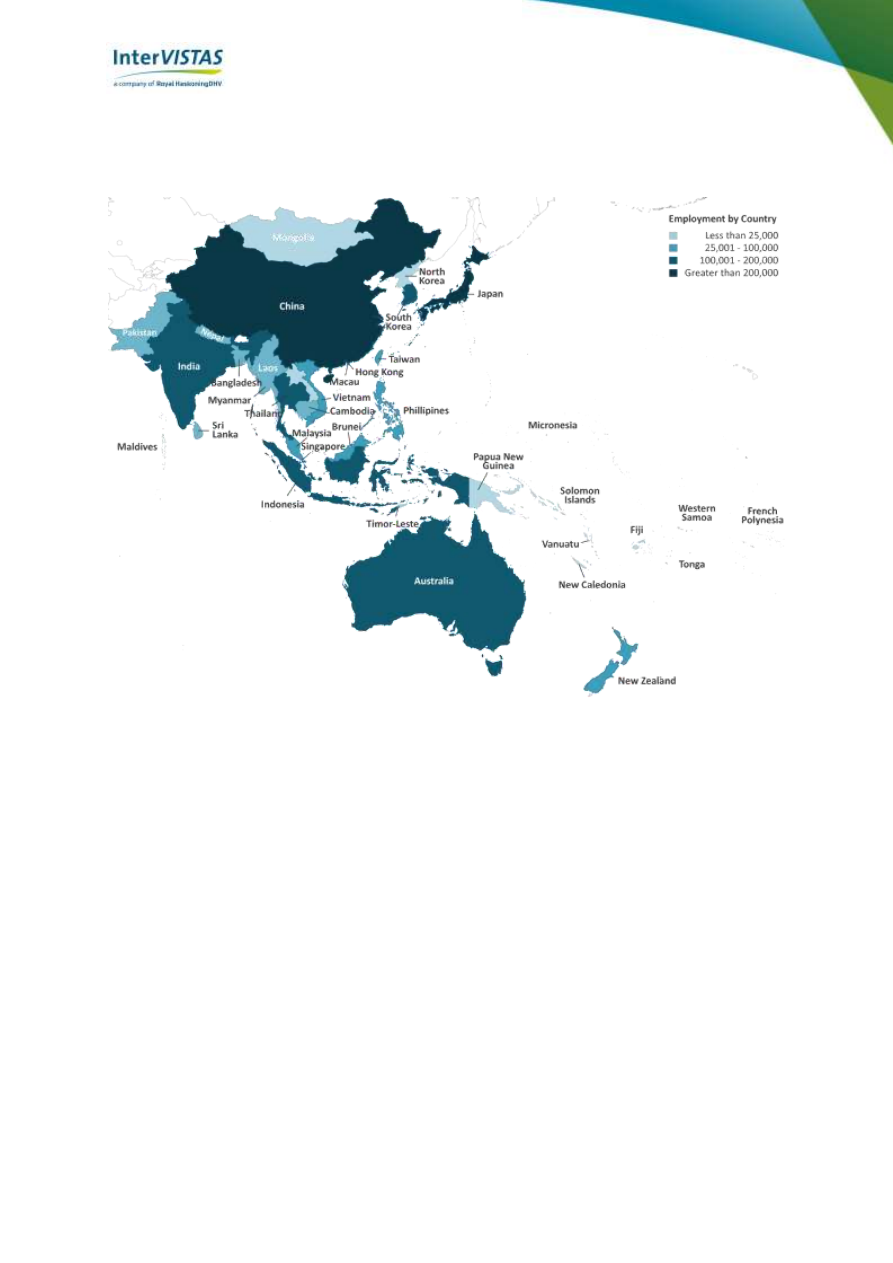 InterVISTAS
a company of Royal HaskoningDHV
Employment by Country
Less than 25,000
25,001 - 100,000
100,001 - 200,000
Greater than 200,000
Mongolia
North
Korea
China
Japan
South
Korea
Pakistan
Nepal
Taiwan
India
Laos
Hong Kong
Bangladesh
Macau
Myanmar
Vietnam
Thailand
Cambodia
Phillipines
Sri
Lanka
Brunei
Micronesia
Malaysia
Maldives
Singapore
Papua New
Guinea
Indonesia
Solomon
Islands
Western
Samoa
French
Polynesia
Timor-Leste
Fiji
Vanuatu
Tonga
Australia
New Caledonia
New Zealand